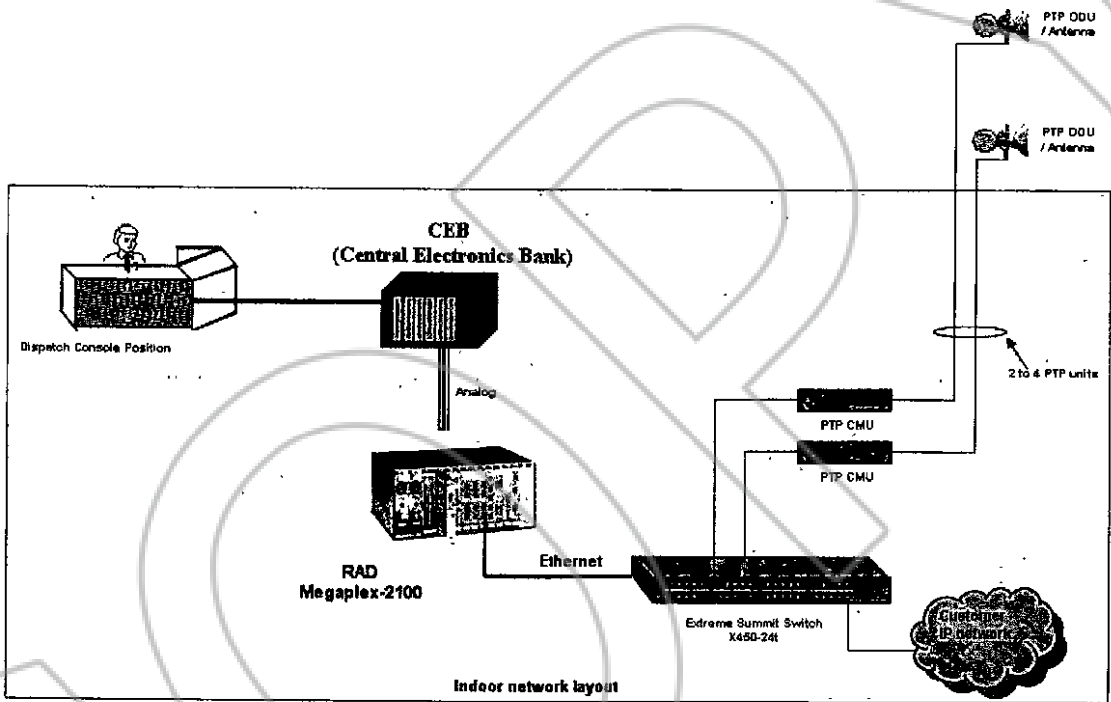 PTP ODU
/ Antenna
PTP ODU
/ Antenna
CEB
(Central Electronics Bank)
Dispatch Console Position
2 to 4 PTP units
Analog
PTP CMU
PTP CMU
Ethernet
RAD
Megaplex-2100
Extreme Summit Switch
X450-24t
Customer
IP network
Indoor network layout